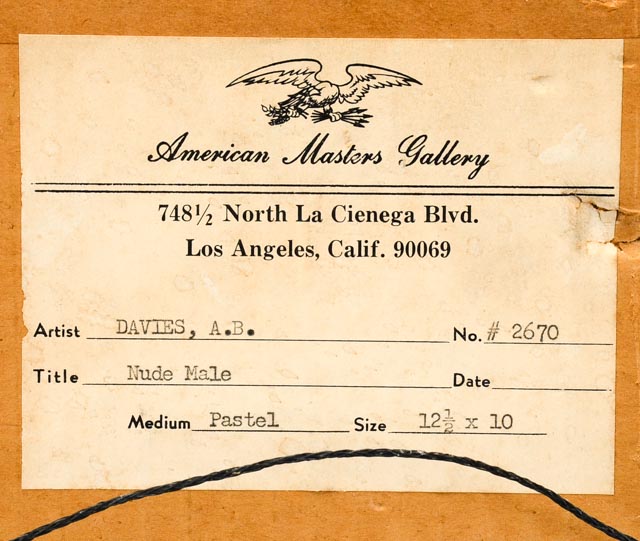 American Masters Gallery
748½ North La Cienega Blvd.
Los Angeles, Calif. 90069
Artist DAVIES, A.B. No. # 2670
Title Nude Male Date
Medium Pastel Size 12½ x 10